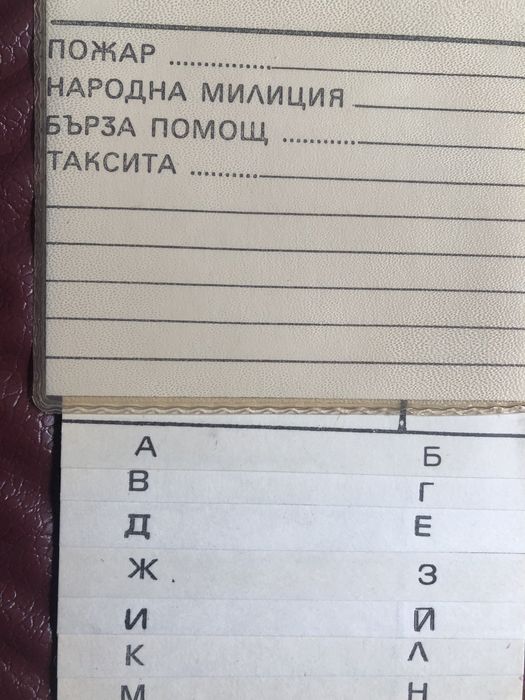 ПОЖАР ..............
НАРОДНА МИЛИЦИЯ
БЪРЗА ПОМОЩ ..........
ТАКСИТА ..........
А Б
В Г
Д Е
Ж . З
И Й
К Л
М Н